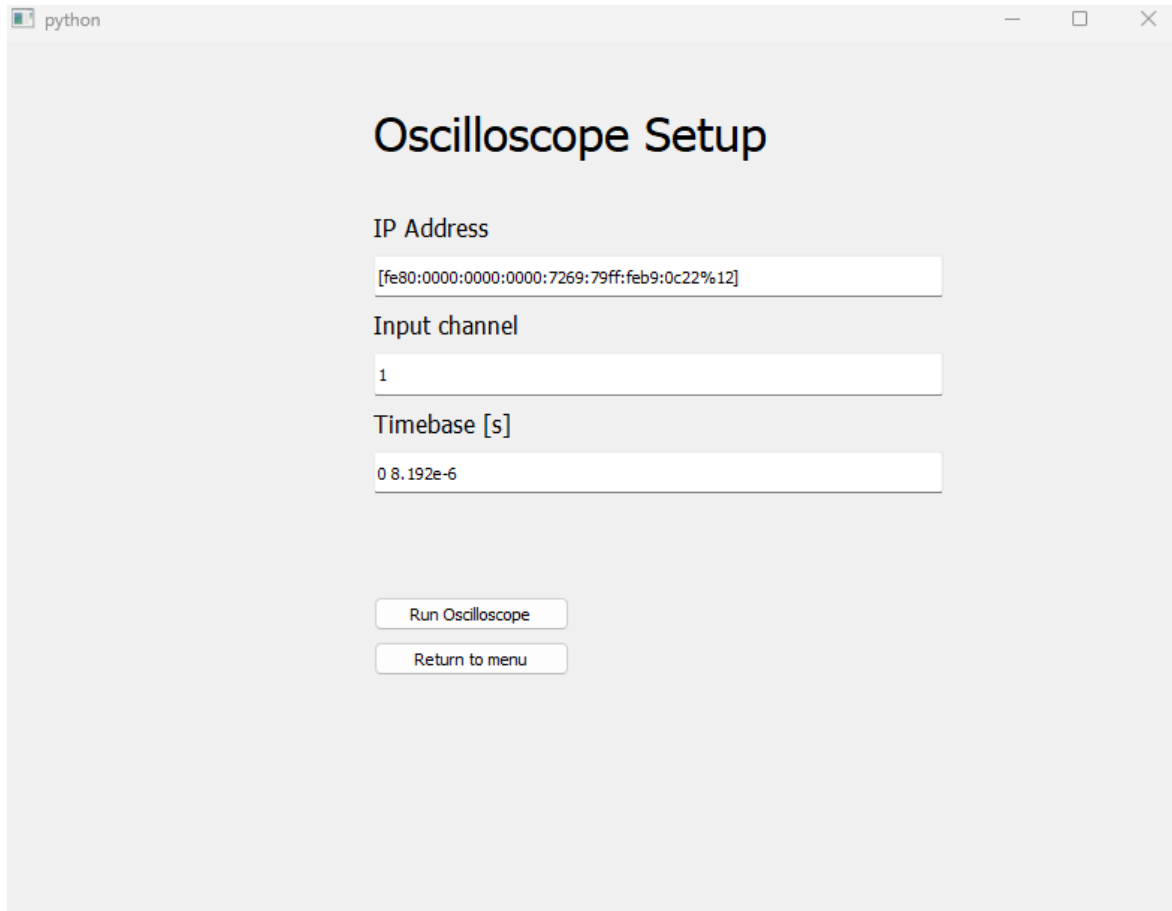 python
Oscilloscope Setup
IP Address
[fe80:0000:0000:0000:7269:79ff:feb9:0c22%12]
Input channel
1
Timebase [s]
0 8.192e-6
Run Oscilloscope
Return to menu